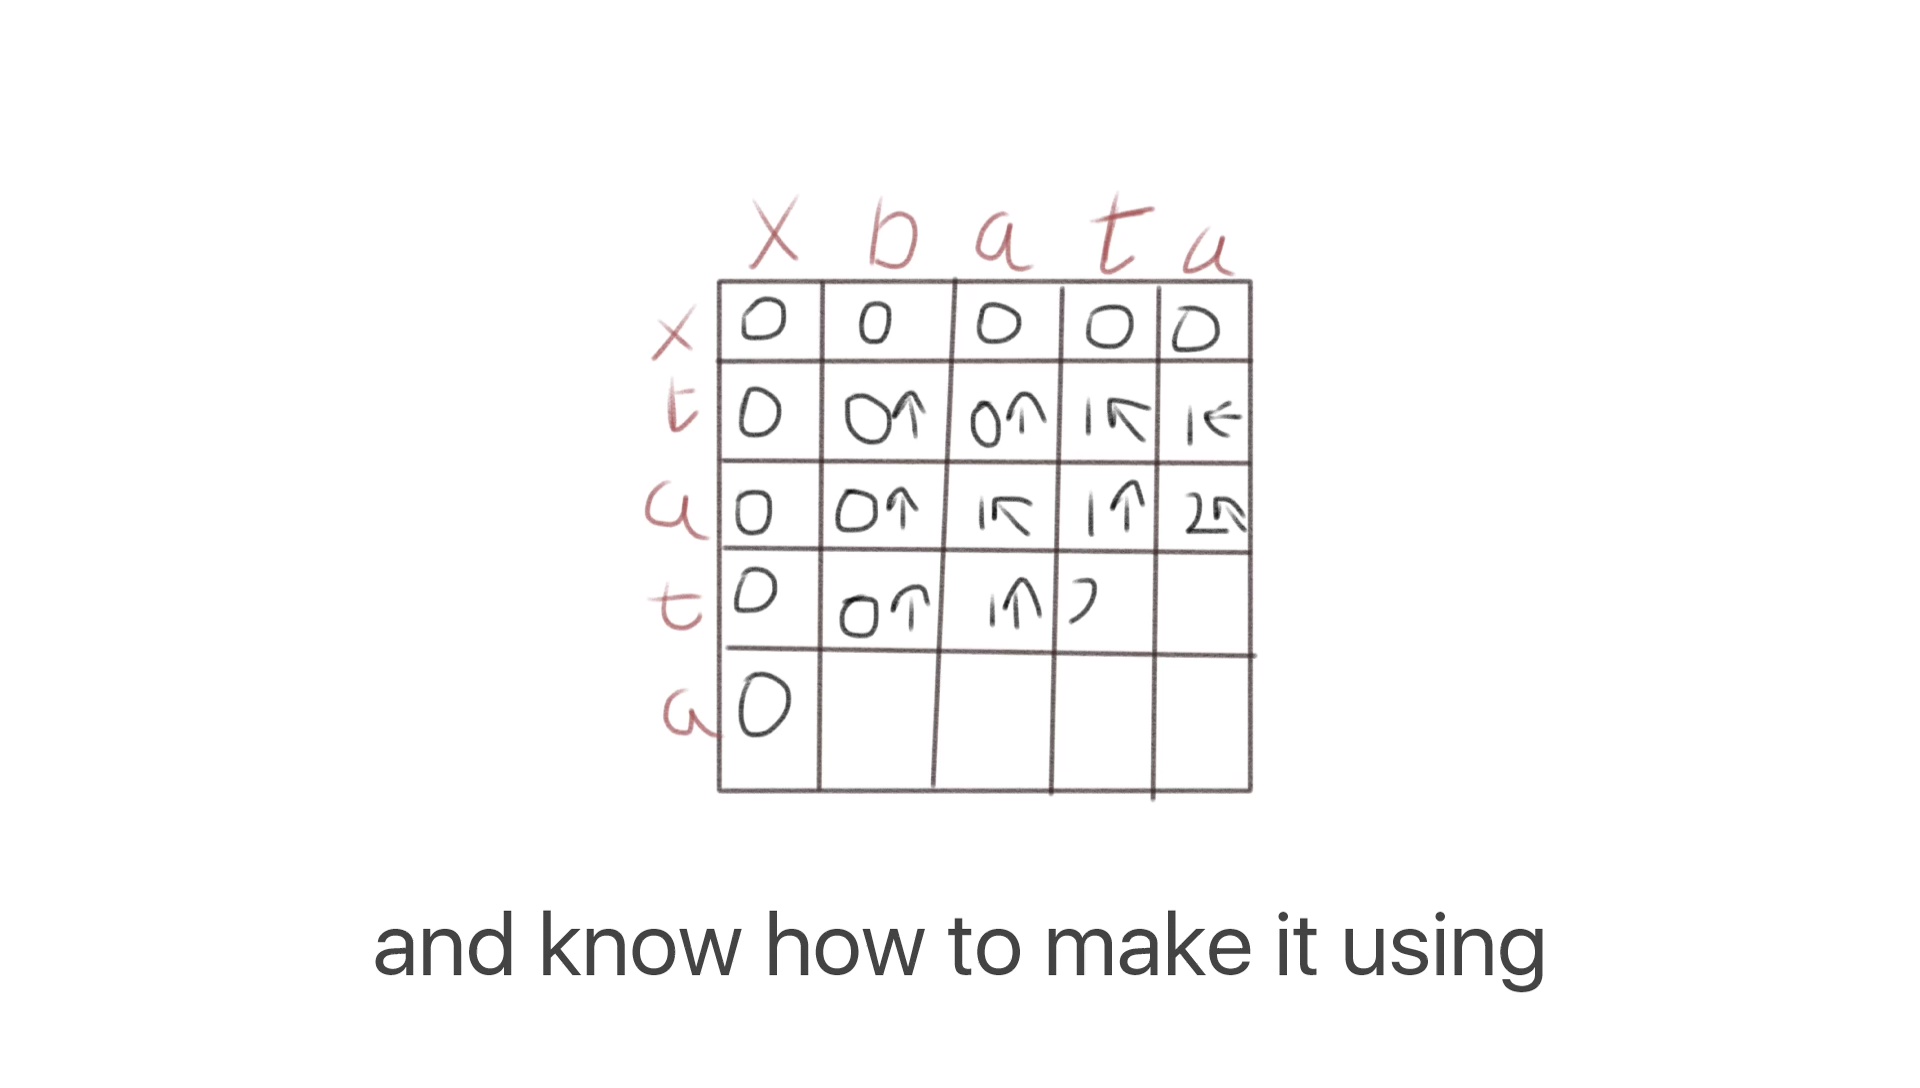 x b a t a
x 0 0 0 0 0
t 0 0↑ 0↑ 1↖ 1←
a 0 0↑ 1↖ 1↑ 2↖
t 0 0↑ 1↑
a 0
and know how to make it using